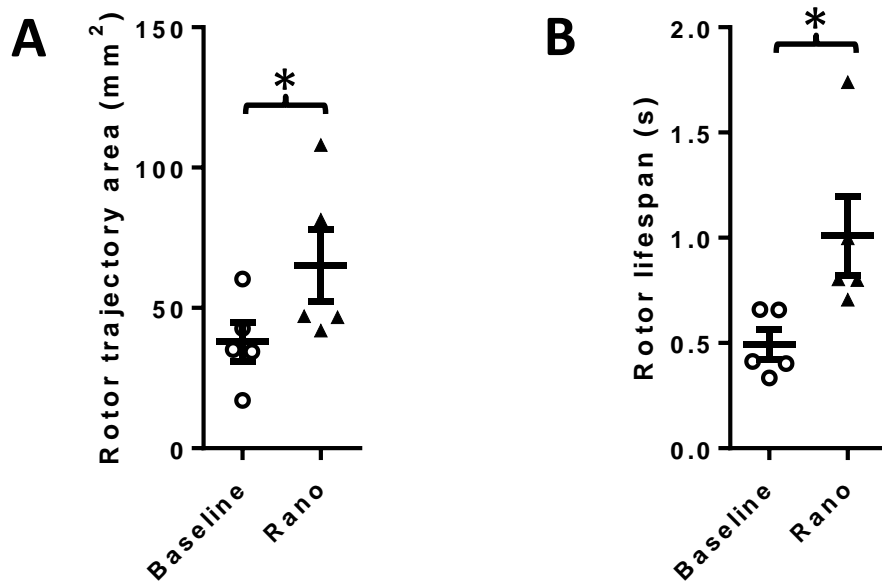 A
Rotor trajectory area (mm²)
150
100
50
0
*
Baseline
Rano
B
Rotor lifespan (s)
2.0
1.5
1.0
0.5
0.0
*
Baseline
Rano